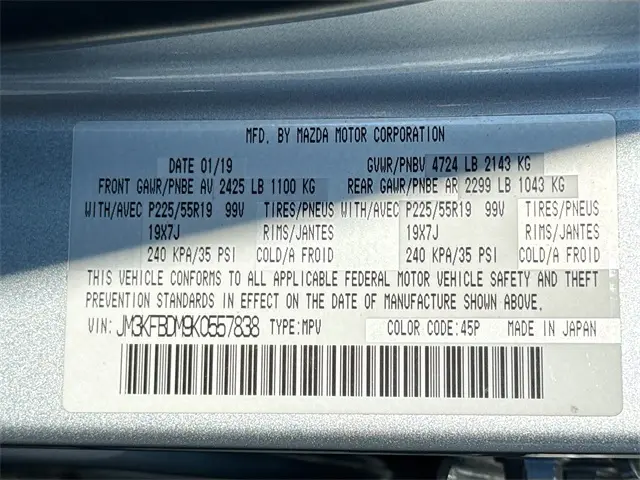 MFD. BY MAZDA MOTOR CORPORATION
DATE 01/19 GVWR/PNBV 4724 LB 2143 KG
FRONT GAWR/PNBE AV 2425 LB 1100 KG REAR GAWR/PNBE AR 2299 LB 1043 KG
WITH/AVEC P225/55R19 99V TIRES/PNEUS WITH/AVEC P225/55R19 99V TIRES/PNEUS
19X7J RIMS/JANTES 19X7J RIMS/JANTES
240 KPA/35 PSI COLD/A FROID 240 KPA/35 PSI COLD/A FROID
THIS VEHICLE CONFORMS TO ALL APPLICABLE FEDERAL MOTOR VEHICLE SAFETY AND THEFT
PREVENTION STANDARDS IN EFFECT ON THE DATE OF MANUFACTURE SHOWN ABOVE.
VIN: JM3KFBDM9K0557838 TYPE:MPV COLOR CODE:45P MADE IN JAPAN